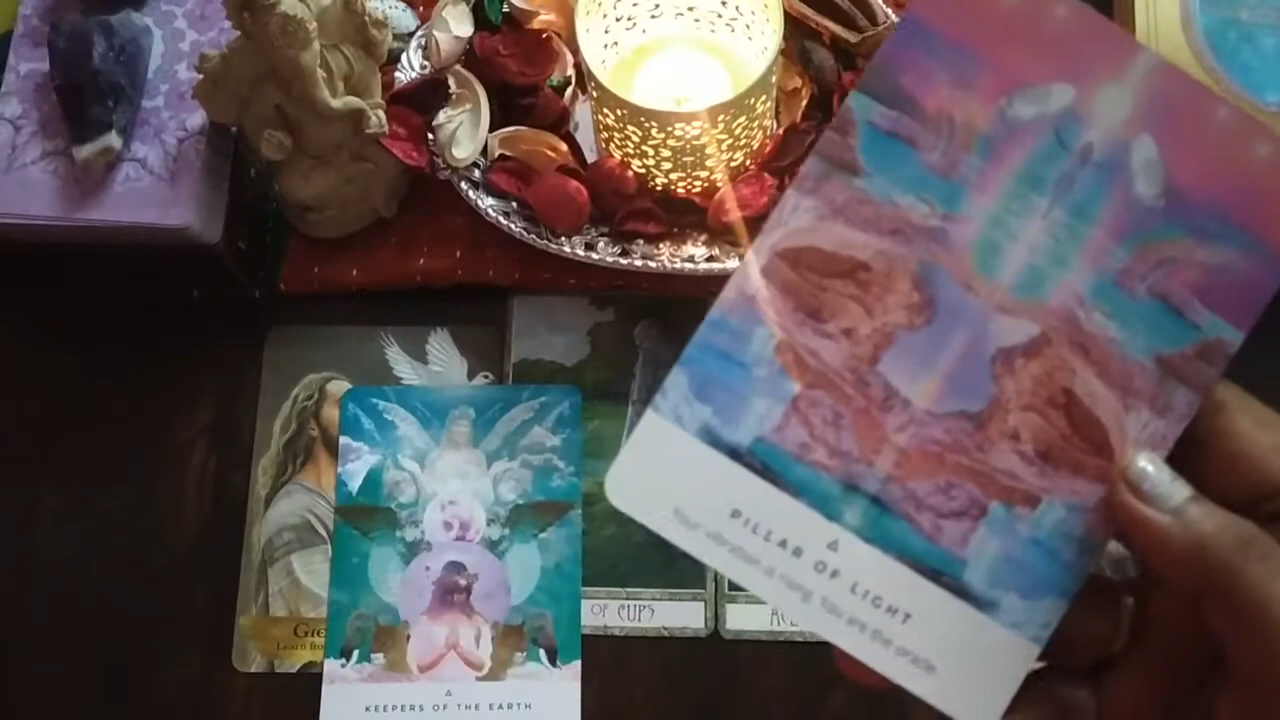 PILLAR OF LIGHT
Your vibration is rising. You are the oracle.
Gre
Learn fro
OF CUPS
KEEPERS OF THE EARTH